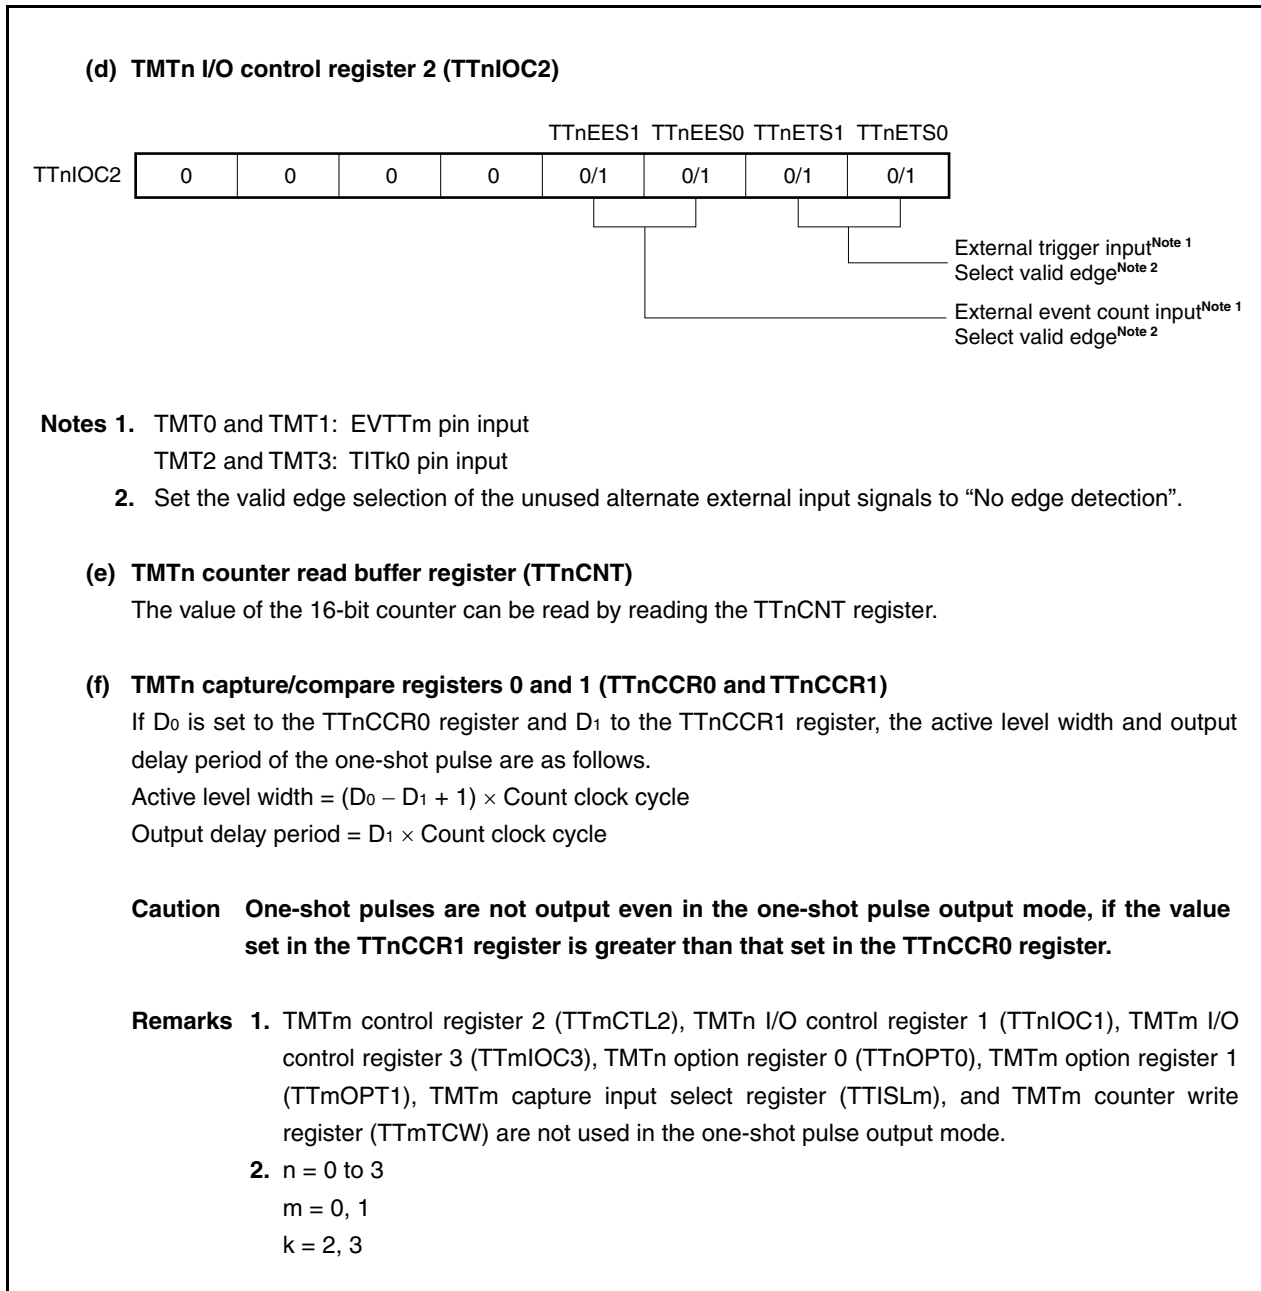 (d) TMTn I/O control register 2 (TTnIOC2)
TTnEES1 TTnEES0 TTnETS1 TTnETS0
TTnIOC2 0 0 0 0 0/1 0/1 0/1 0/1
External trigger input Note 1
Select valid edge Note 2
External event count input Note 1
Select valid edge Note 2
Notes 1. TMT0 and TMT1: EVTTm pin input
TMT2 and TMT3: TITk0 pin input
2. Set the valid edge selection of the unused alternate external input signals to “No edge detection”.
(e) TMTn counter read buffer register (TTnCNT)
The value of the 16-bit counter can be read by reading the TTnCNT register.
(f) TMTn capture/compare registers 0 and 1 (TTnCCR0 and TTnCCR1)
If D0 is set to the TTnCCR0 register and D1 to the TTnCCR1 register, the active level width and output
delay period of the one-shot pulse are as follows.
Active level width = (D0 − D1 + 1) × Count clock cycle
Output delay period = D1 × Count clock cycle
Caution One-shot pulses are not output even in the one-shot pulse output mode, if the value
set in the TTnCCR1 register is greater than that set in the TTnCCR0 register.
Remarks 1. TMTm control register 2 (TTmCTL2), TMTn I/O control register 1 (TTnIOC1), TMTm I/O
control register 3 (TTmIOC3), TMTn option register 0 (TTnOPT0), TMTm option register 1
(TTmOPT1), TMTm capture input select register (TTISLm), and TMTm counter write
register (TTmTCW) are not used in the one-shot pulse output mode.
2. n = 0 to 3
m = 0, 1
k = 2, 3